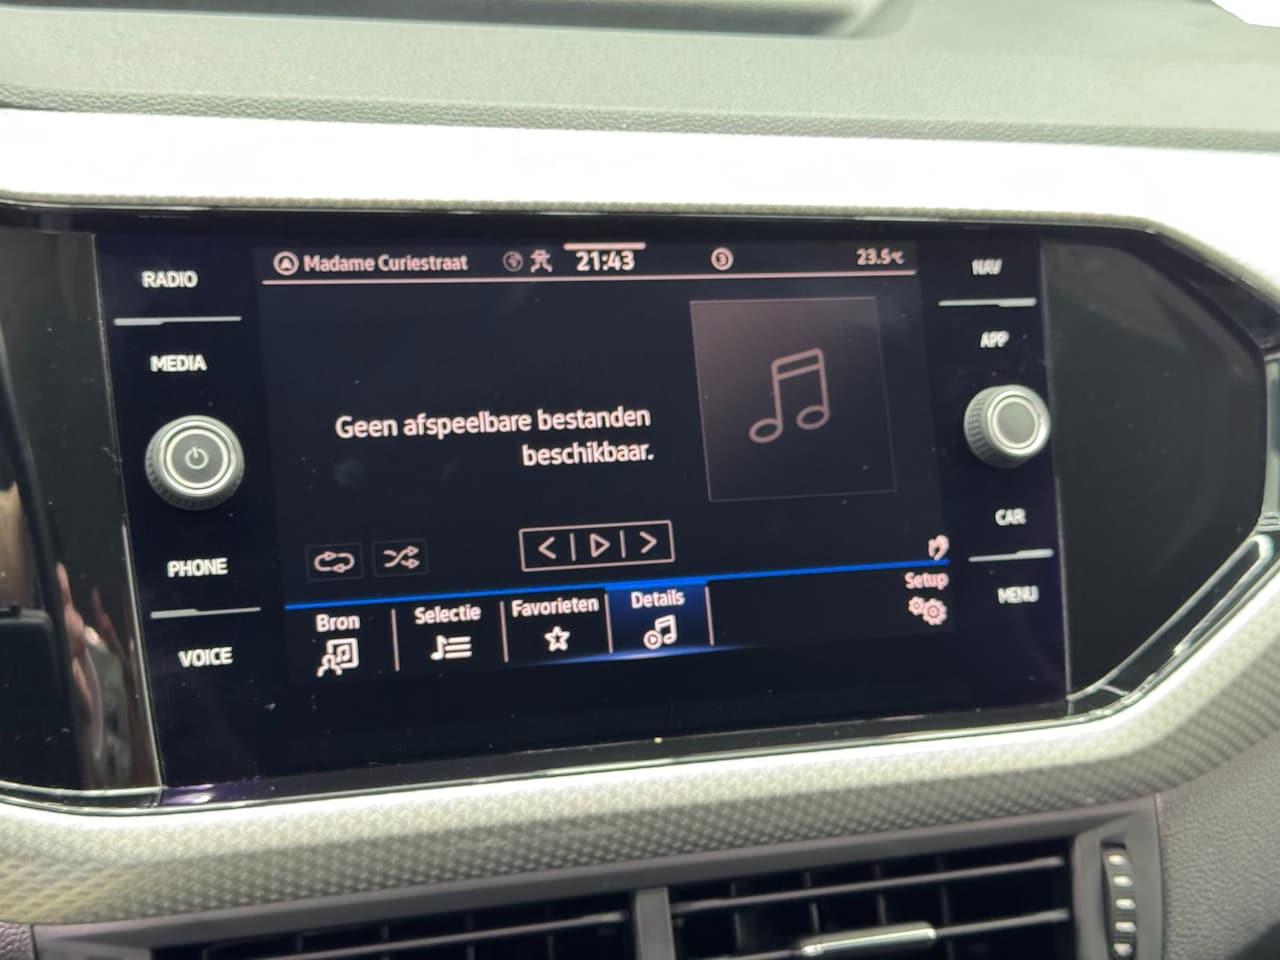 RADIO
MEDIA
PHONE
VOICE
Madame Curiestraat
21:43
3
23.5°C
Geen afspeelbare bestanden
beschikbaar.
Bron
Selectie
Favorieten
Details
Setup
NAV
APP
CAR
MENU